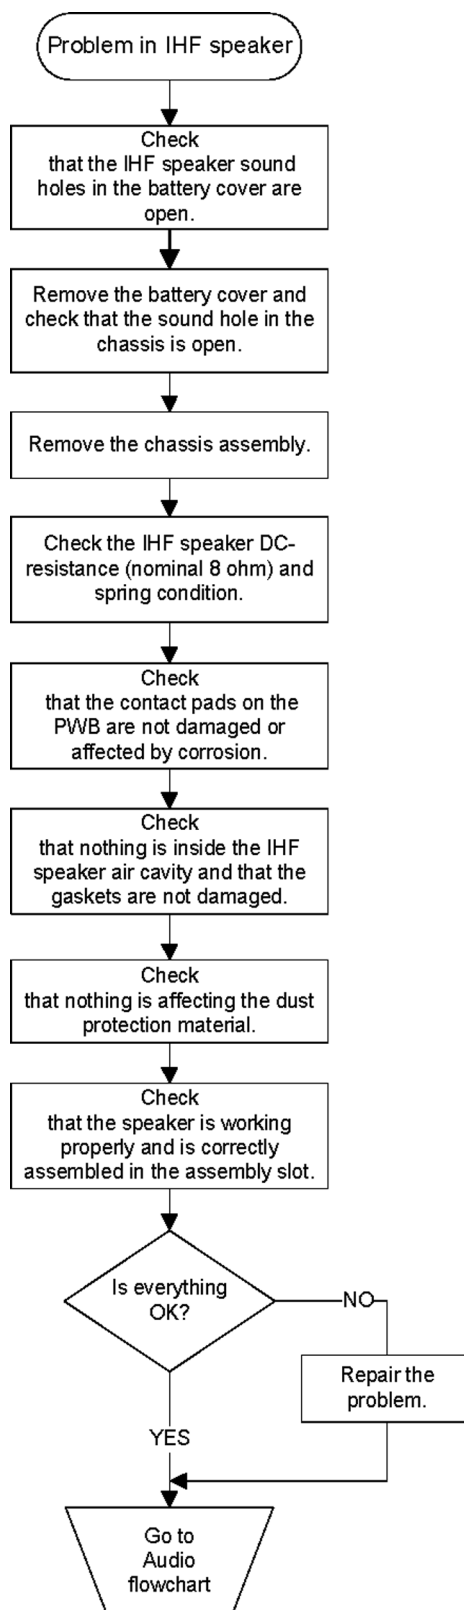 Problem in IHF speaker
Check
that the IHF speaker sound
holes in the battery cover are
open.
Remove the battery cover and
check that the sound hole in the
chassis is open.
Remove the chassis assembly.
Check the IHF speaker DC-
resistance (nominal 8 ohm) and
spring condition.
Check
that the contact pads on the
PWB are not damaged or
affected by corrosion.
Check
that nothing is inside the IHF
speaker air cavity and that the
gaskets are not damaged.
Check
that nothing is affecting the dust
protection material.
Check
that the speaker is working
properly and is correctly
assembled in the assembly slot.
Is everything
OK?
NO
Repair the
problem.
YES
Go to
Audio
flowchart